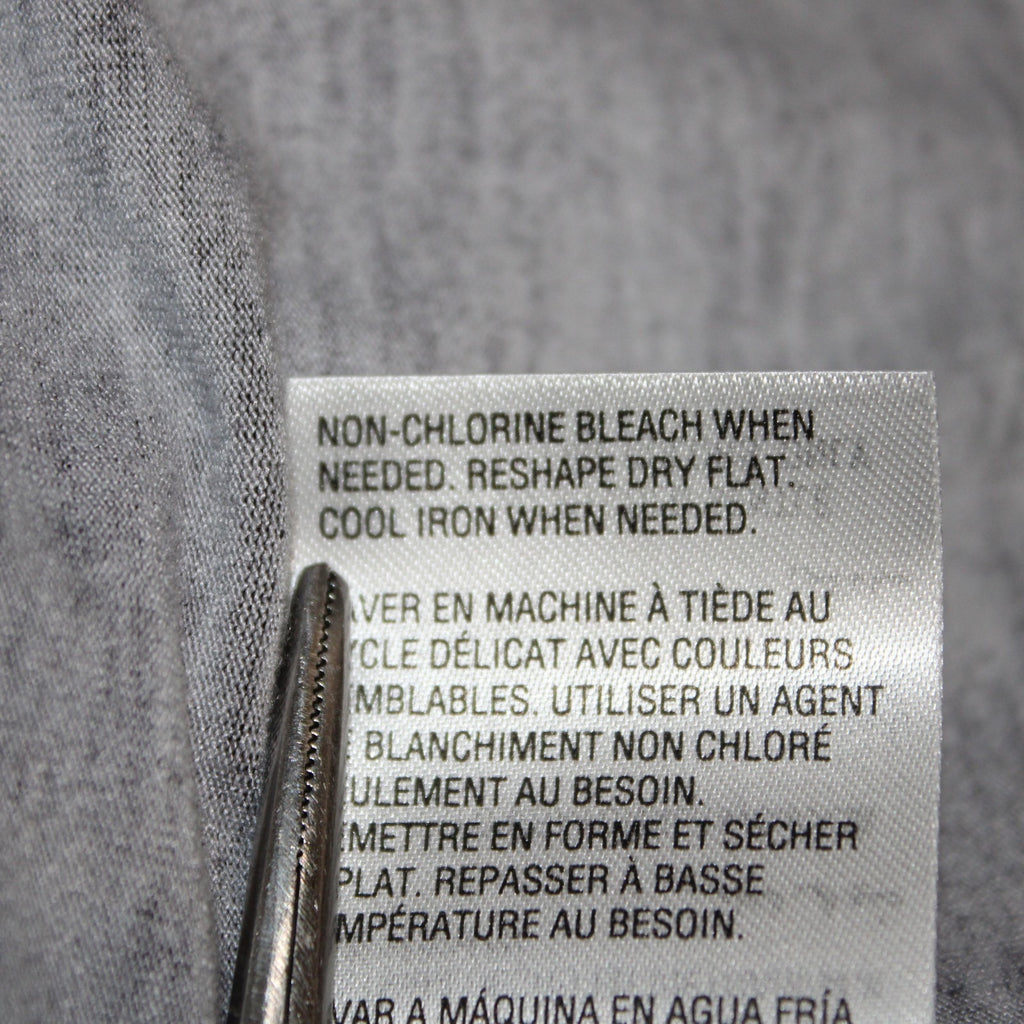 NON-CHLORINE BLEACH WHEN
NEEDED. RESHAPE DRY FLAT.
COOL IRON WHEN NEEDED.
EN MACHINE À TIÈDE AU
DÉLICAT AVEC COULEURS
UTILISER UN AGENT
BLANCHIMENT NON CHLORÉ
AU BESOIN.
EN FORME ET SÉCHER
PLAT. REPASSER À BASSE
AU BESOIN.
A MÁQUINA EN AGUA FRÍA